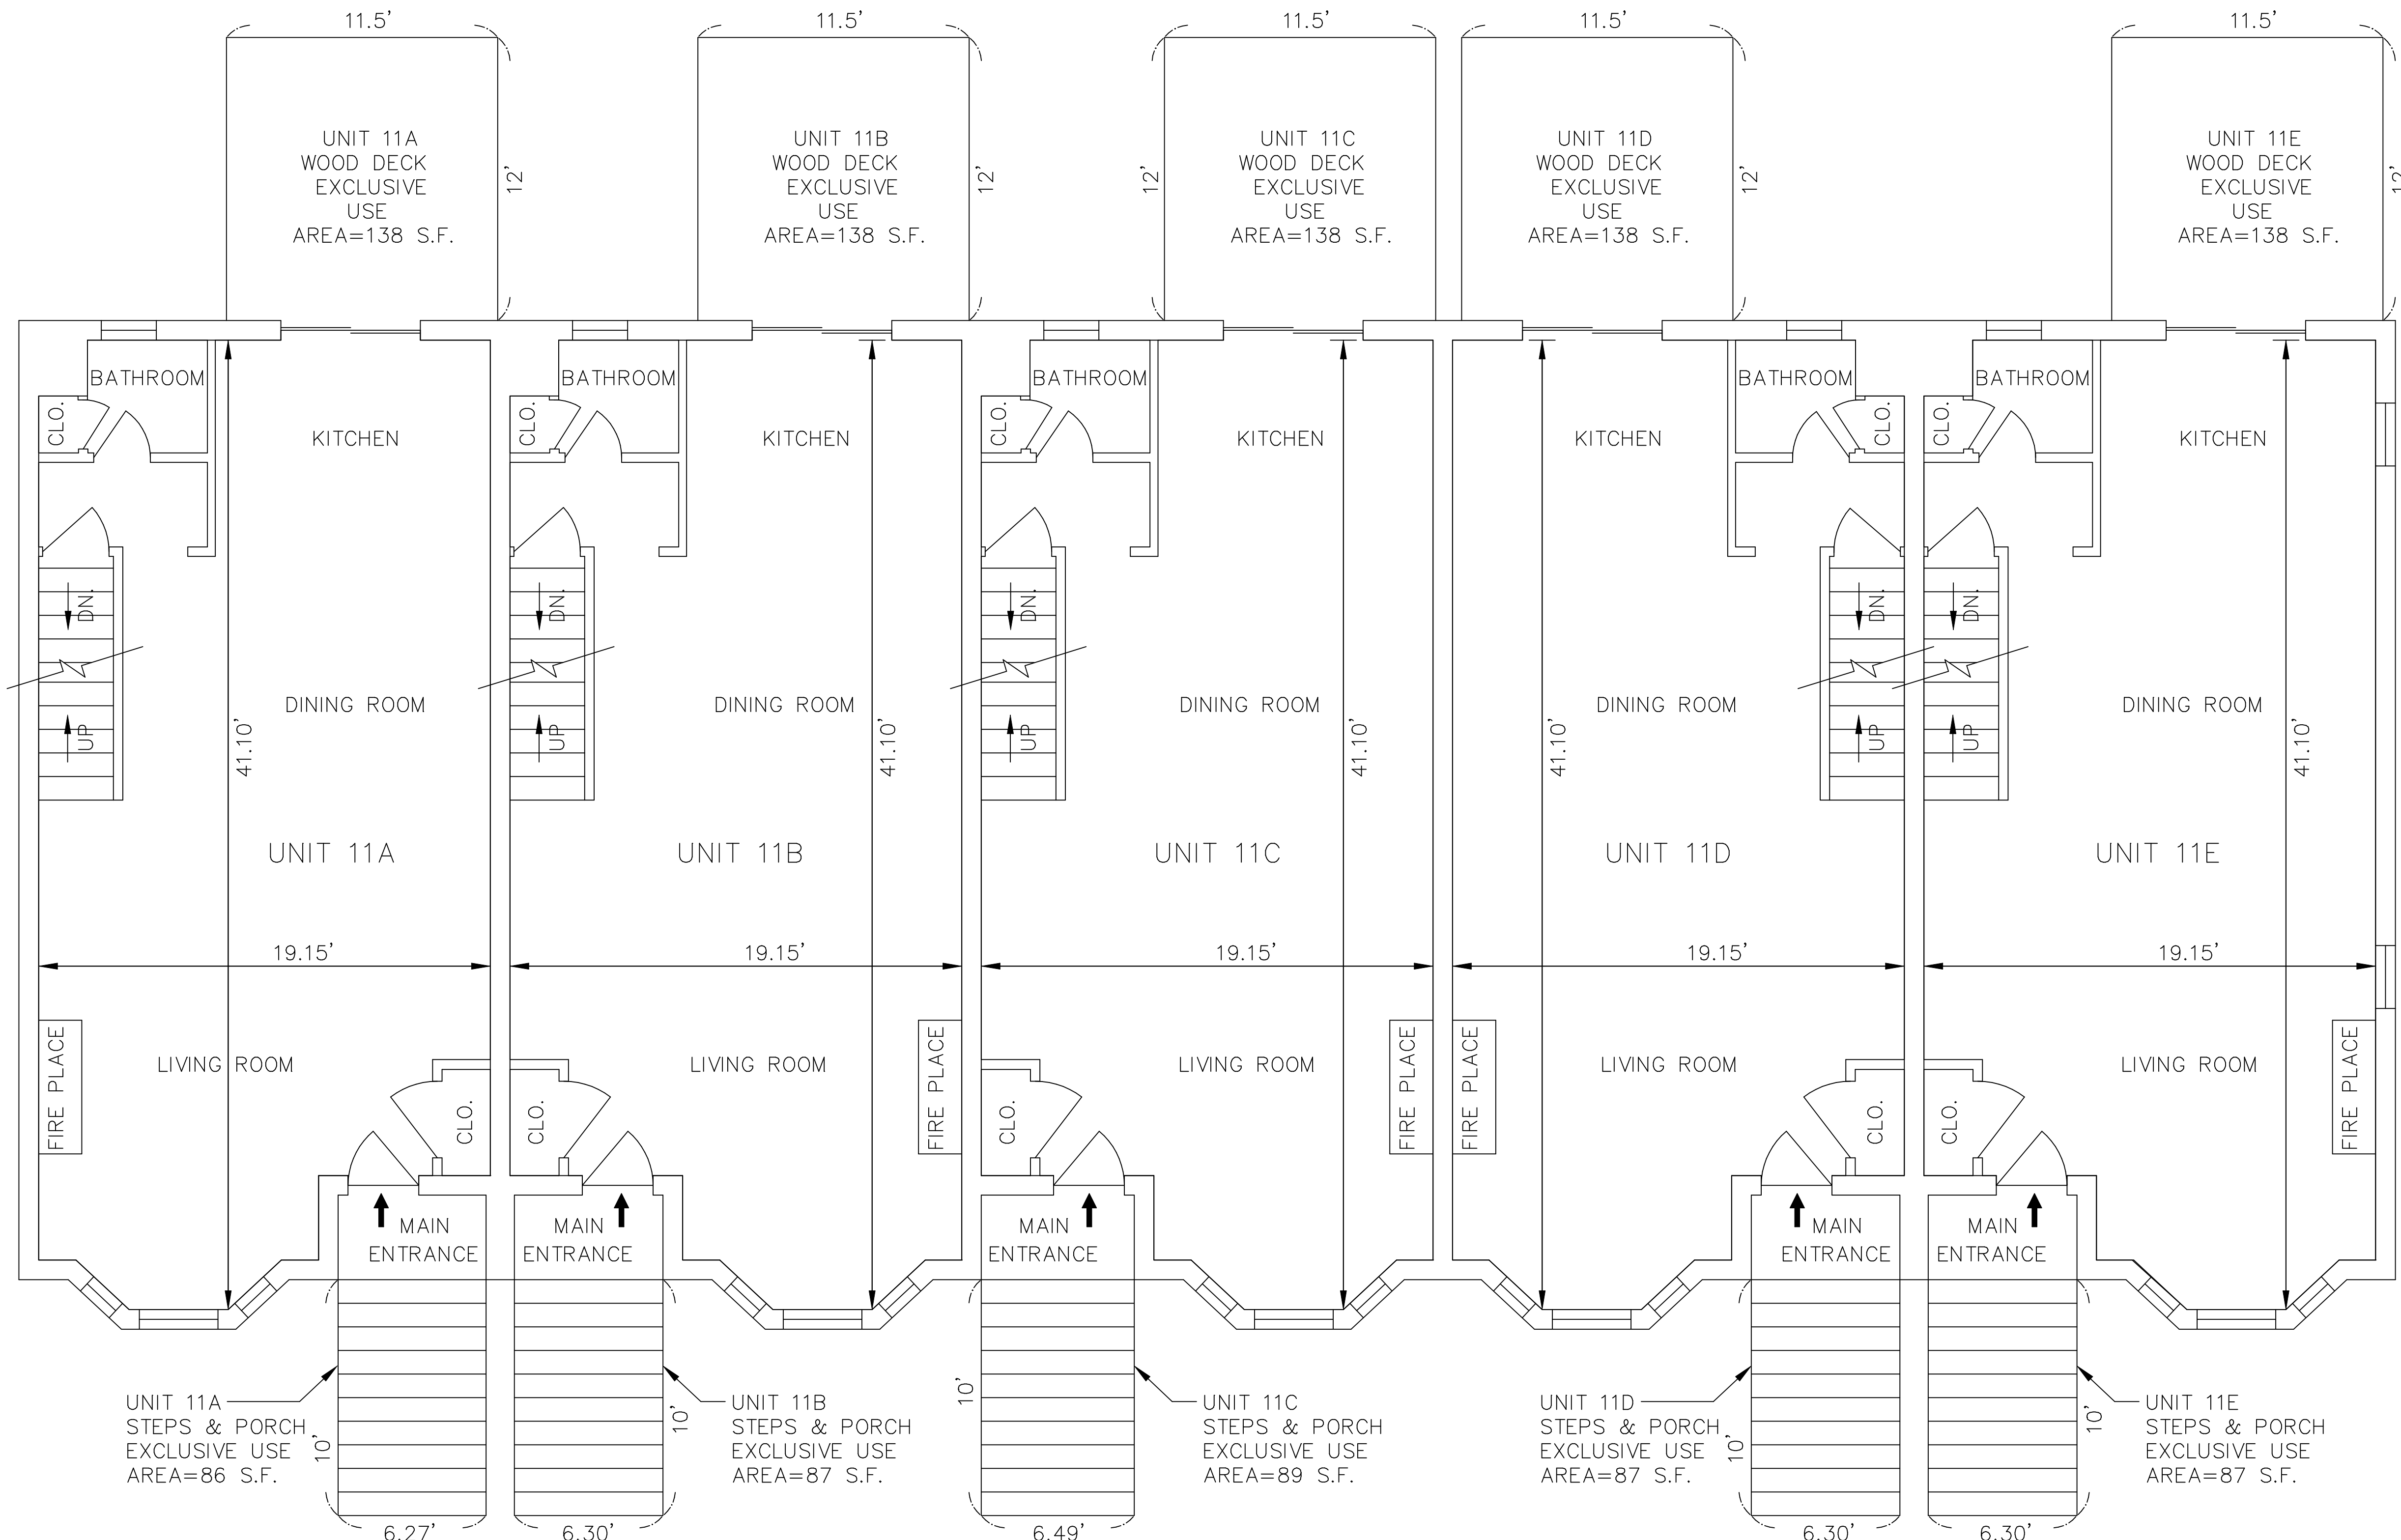 11.5'
11.5'
11.5'
11.5'
11.5'
UNIT 11A
WOOD DECK
EXCLUSIVE
USE
AREA=138 S.F.
12'
UNIT 11B
WOOD DECK
EXCLUSIVE
USE
AREA=138 S.F.
12'
12'
UNIT 11C
WOOD DECK
EXCLUSIVE
USE
AREA=138 S.F.
UNIT 11D
WOOD DECK
EXCLUSIVE
USE
AREA=138 S.F.
12'
UNIT 11E
WOOD DECK
EXCLUSIVE
USE
AREA=138 S.F.
12'
BATHROOM
CLO.
KITCHEN
DN.
UP
DINING ROOM
41.10'
UNIT 11A
19.15'
FIRE PLACE
LIVING ROOM
CLO.
MAIN
ENTRANCE
BATHROOM
CLO.
KITCHEN
DN.
UP
DINING ROOM
41.10'
UNIT 11B
19.15'
LIVING ROOM
FIRE PLACE
CLO.
MAIN
ENTRANCE
BATHROOM
CLO.
KITCHEN
DN.
UP
DINING ROOM
41.10'
UNIT 11C
19.15'
LIVING ROOM
FIRE PLACE
CLO.
MAIN
ENTRANCE
BATHROOM
CLO.
KITCHEN
DN.
UP
DINING ROOM
41.10'
UNIT 11D
19.15'
FIRE PLACE
LIVING ROOM
CLO.
MAIN
ENTRANCE
BATHROOM
CLO.
KITCHEN
DN.
UP
DINING ROOM
41.10'
UNIT 11E
19.15'
LIVING ROOM
FIRE PLACE
CLO.
MAIN
ENTRANCE
UNIT 11A
STEPS & PORCH
EXCLUSIVE USE
AREA=86 S.F.
10'
6.27'
UNIT 11B
STEPS & PORCH
EXCLUSIVE USE
AREA=87 S.F.
10'
6.30'
10'
UNIT 11C
STEPS & PORCH
EXCLUSIVE USE
AREA=89 S.F.
6.49'
UNIT 11D
STEPS & PORCH
EXCLUSIVE USE
AREA=87 S.F.
10'
6.30'
UNIT 11E
STEPS & PORCH
EXCLUSIVE USE
AREA=87 S.F.
10'
6.30'